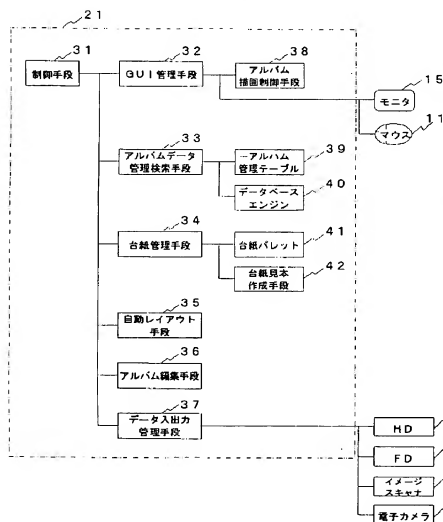 21
31
制御手段
32
GUI管理手段
38
アルバム
描画制御手段
15
モニタ
11
マウス
33
アルバムデータ
管理検索手段
39
アルバム
管理テーブル
40
データベース
エンジン
34
台紙管理手段
41
台紙パレット
42
台紙見本
作成手段
35
自動レイアウト
手段
36
アルバム編集手段
37
データ入出力
管理手段
HD
FD
イメージ
スキャナ
電子カメラ